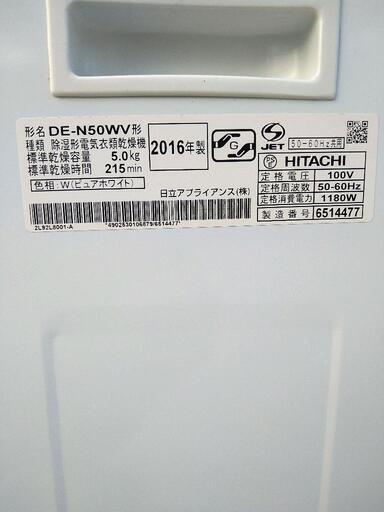 形名 DE-N50WV形
種類 除湿形電気衣類乾燥機
標準乾燥容量 5.0kg
標準乾燥時間 215min
2016年製
G
色相:W(ピュアホワイト)
日立アプライアンス(株)
2L92L8001-A
*4902530106879/6514477*
S
JET
50-60Hz共用
PSE
HITACHI
定格電圧 100V
定格周波数 50-60Hz
定格消費電力 1180W
製造番号 6514477